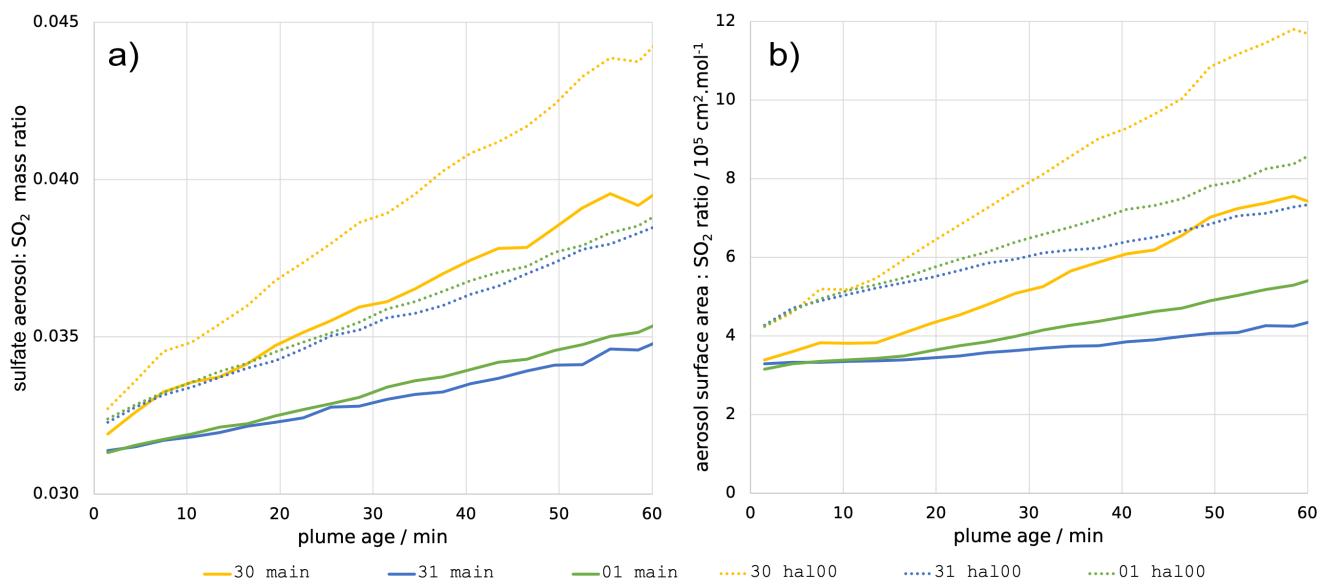 a)
0.045
0.040
0.035
0.030
sulfate aerosol: SO₂ mass ratio
0 10 20 30 40 50 60
plume age / min
b)
12
10
8
6
4
2
0
aerosol surface area : SO₂ ratio / 10⁵ cm².mol⁻¹
0 10 20 30 40 50 60
plume age / min
30 main 31 main 01 main 30 hal00 31 hal00 01 hal00